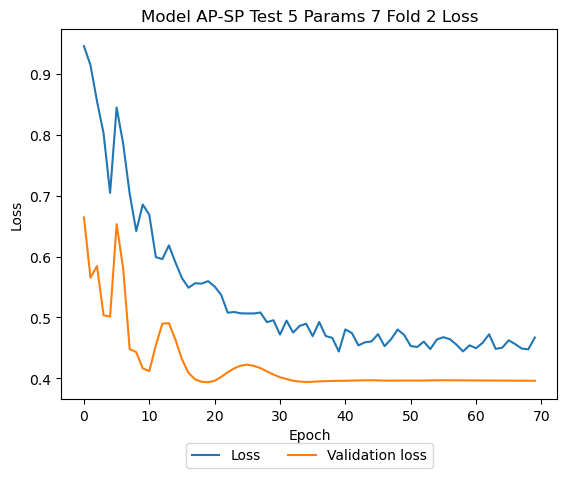 Model AP-SP Test 5 Params 7 Fold 2 Loss
Loss
0.9
0.8
0.7
0.6
0.5
0.4
0 10 20 30 40 50 60 70
Epoch
Loss Validation loss